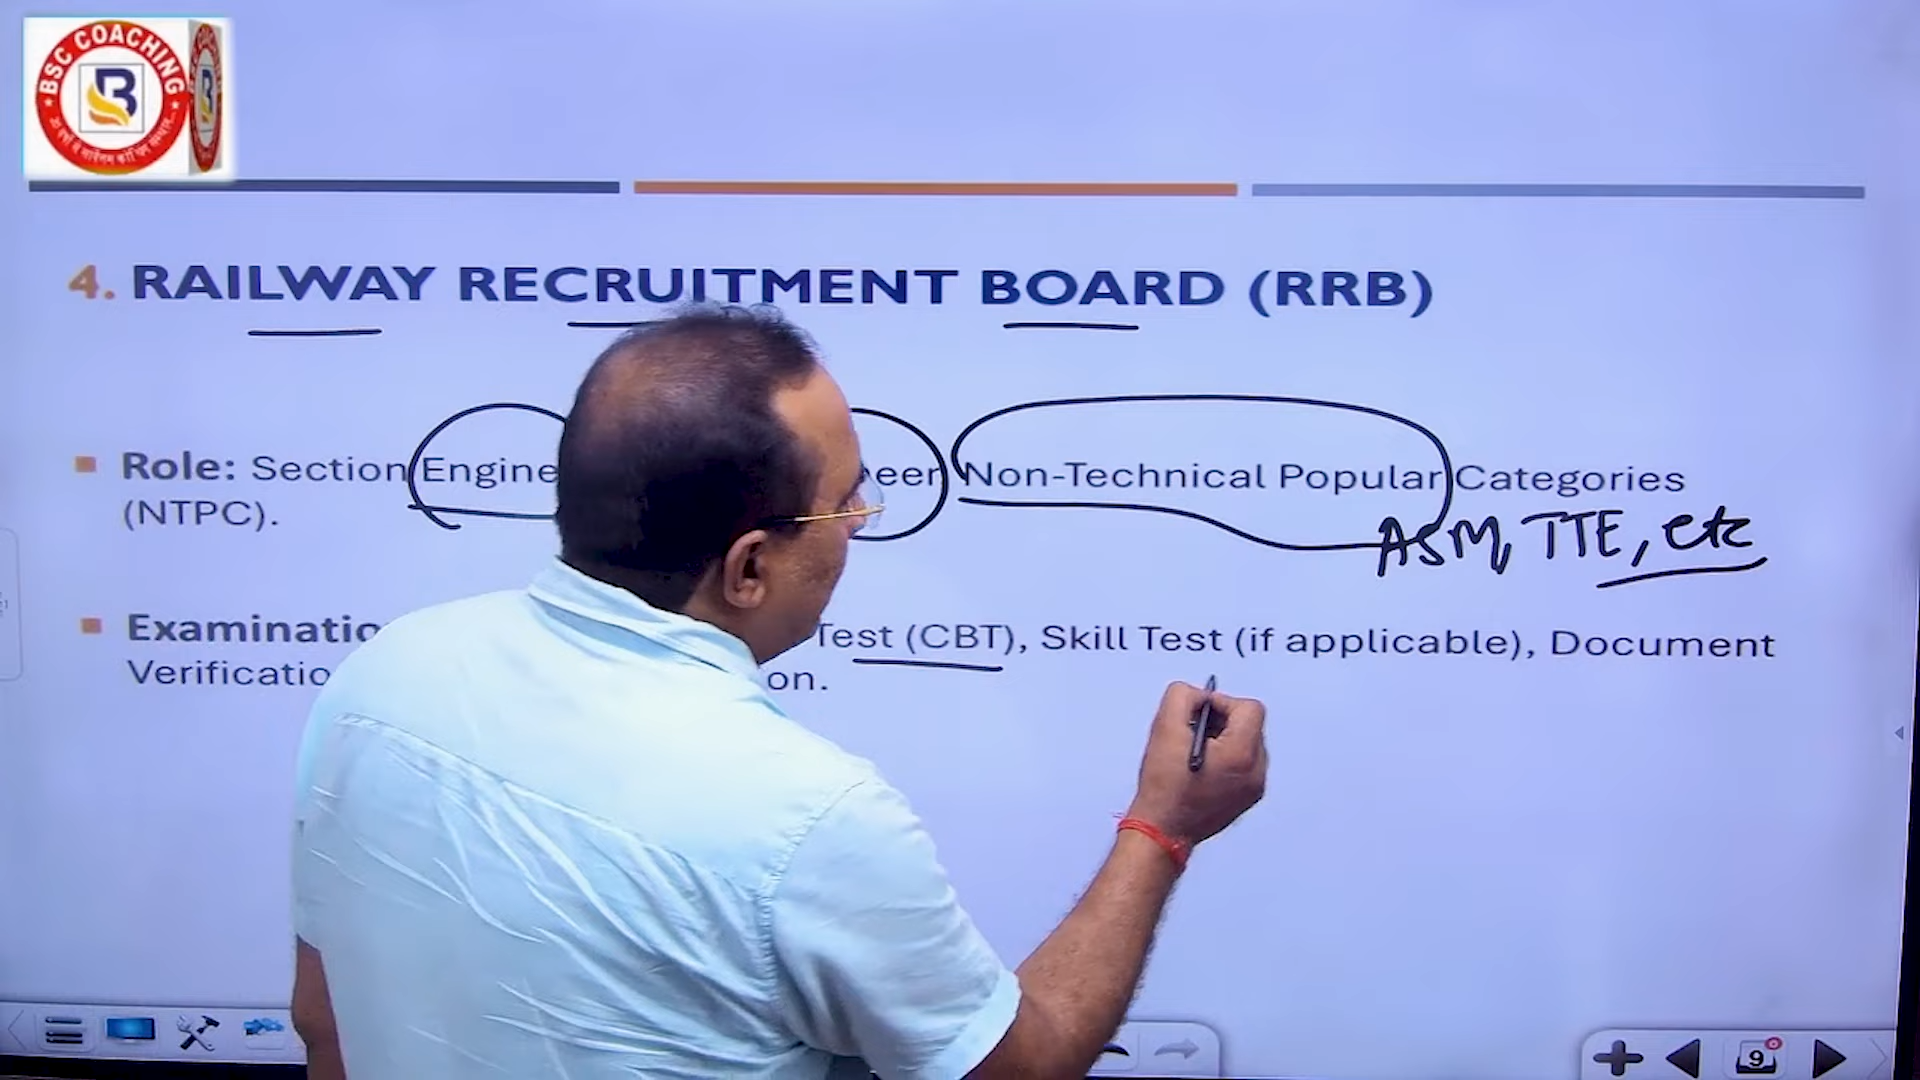 BSC COACHING
4. RAILWAY RECRUITMENT BOARD (RRB)
Role: Section Engine eer Non-Technical Popular Categories
(NTPC).
ASM, TTE, etc
Examinatio Test (CBT), Skill Test (if applicable), Document
Verificatio on.
9